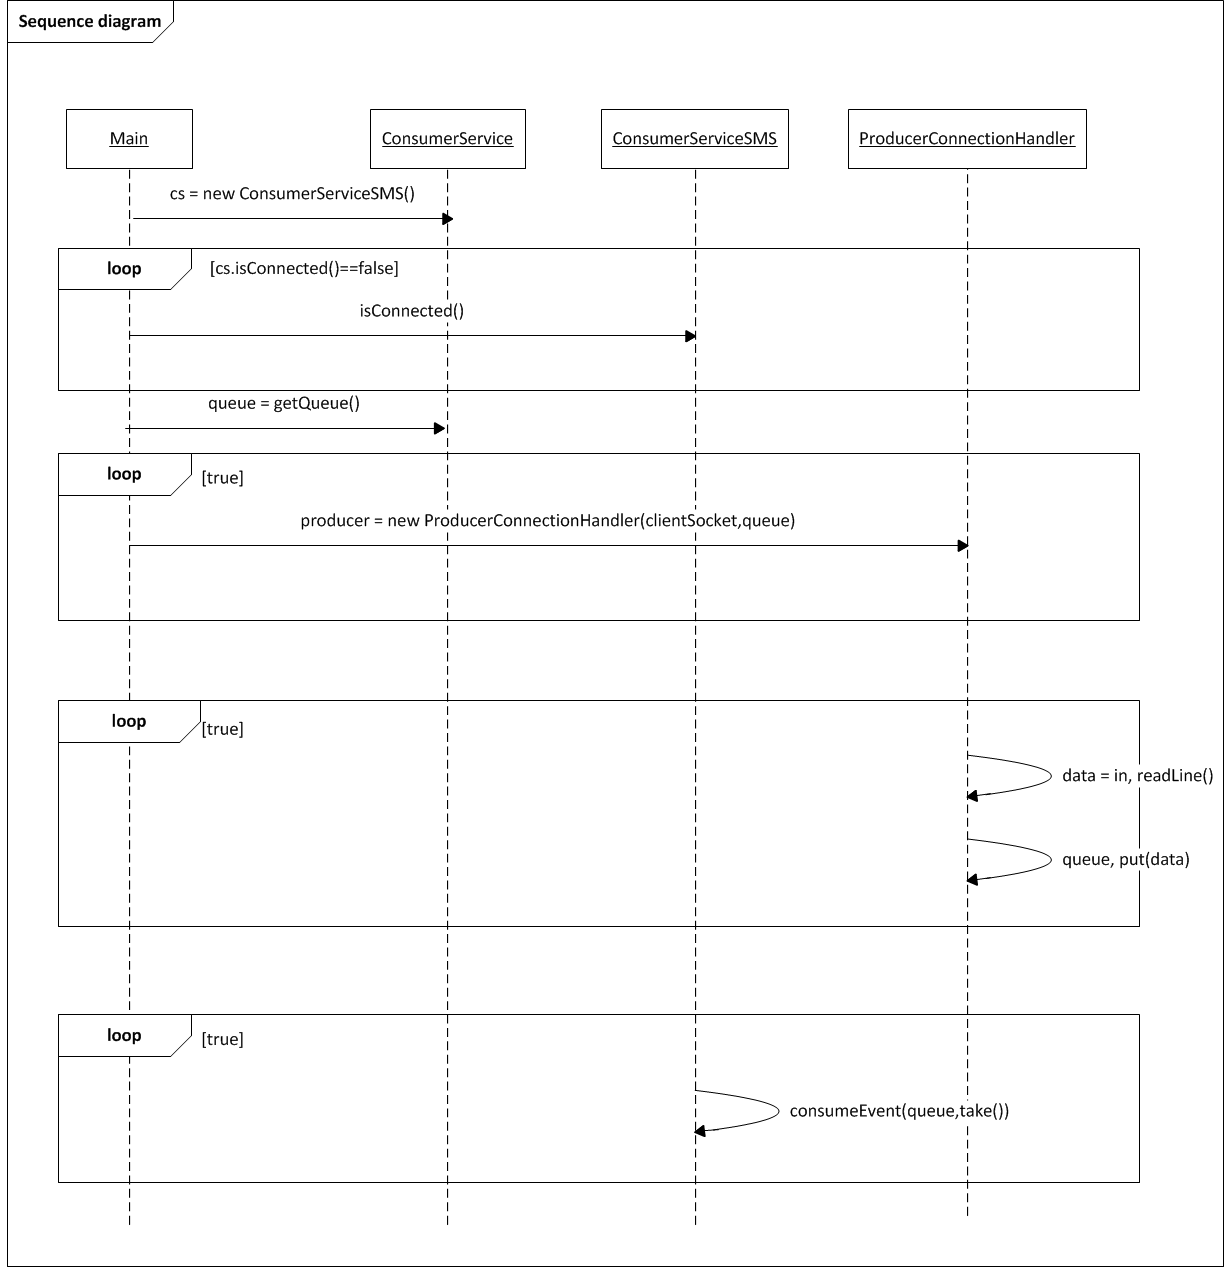 Sequence diagram
Main
ConsumerService
ConsumerServiceSMS
ProducerConnectionHandler
cs = new ConsumerServiceSMS()
loop
[cs.isConnected()==false]
isConnected()
queue = getQueue()
loop
[true]
producer = new ProducerConnectionHandler(clientSocket,queue)
loop
[true]
data = in, readLine()
queue, put(data)
loop
[true]
consumeEvent(queue,take())